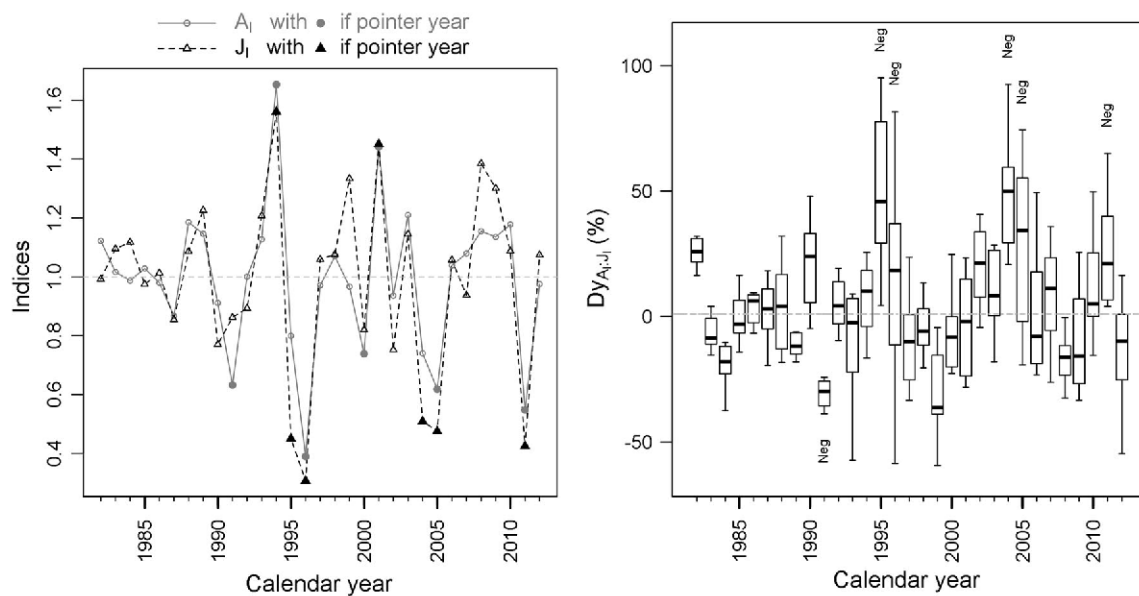 A_I with ● if pointer year
J_I with ▲ if pointer year
Indices
1.6
1.4
1.2
1.0
0.8
0.6
0.4
1985
1990
1995
2000
2005
2010
Calendar year
Dy A_I:J_I (%)
100
50
0
-50
Neg
Neg
Neg
Neg
Neg
Neg
1985
1990
1995
2000
2005
2010
Calendar year